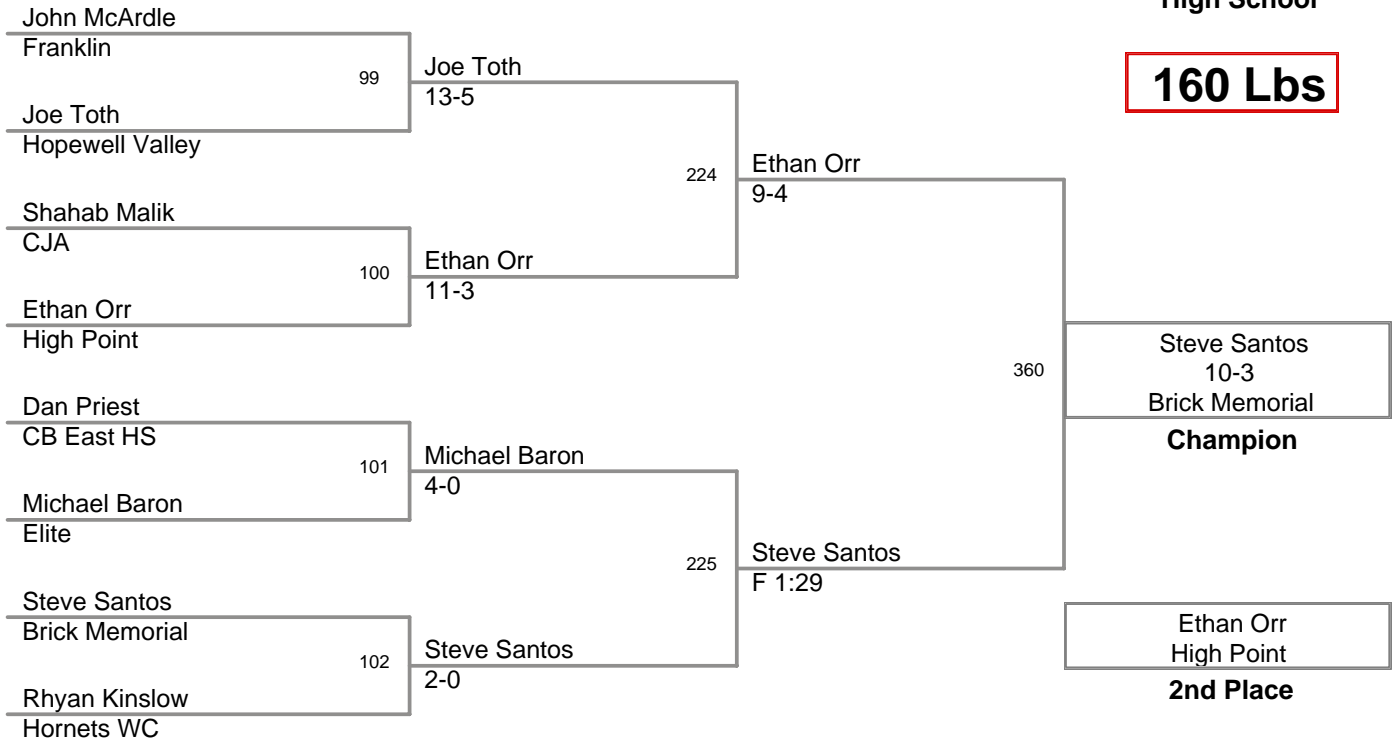 High School
160 Lbs
John McArdle
Franklin
99
Joe Toth
13-5
Joe Toth
Hopewell Valley
224
Ethan Orr
9-4
Shahab Malik
CJA
100
Ethan Orr
11-3
Ethan Orr
High Point
360
Steve Santos
10-3
Brick Memorial
Champion
Dan Priest
CB East HS
101
Michael Baron
4-0
Michael Baron
Elite
225
Steve Santos
F 1:29
Steve Santos
Brick Memorial
102
Steve Santos
2-0
Rhyan Kinslow
Hornets WC
Ethan Orr
High Point
2nd Place